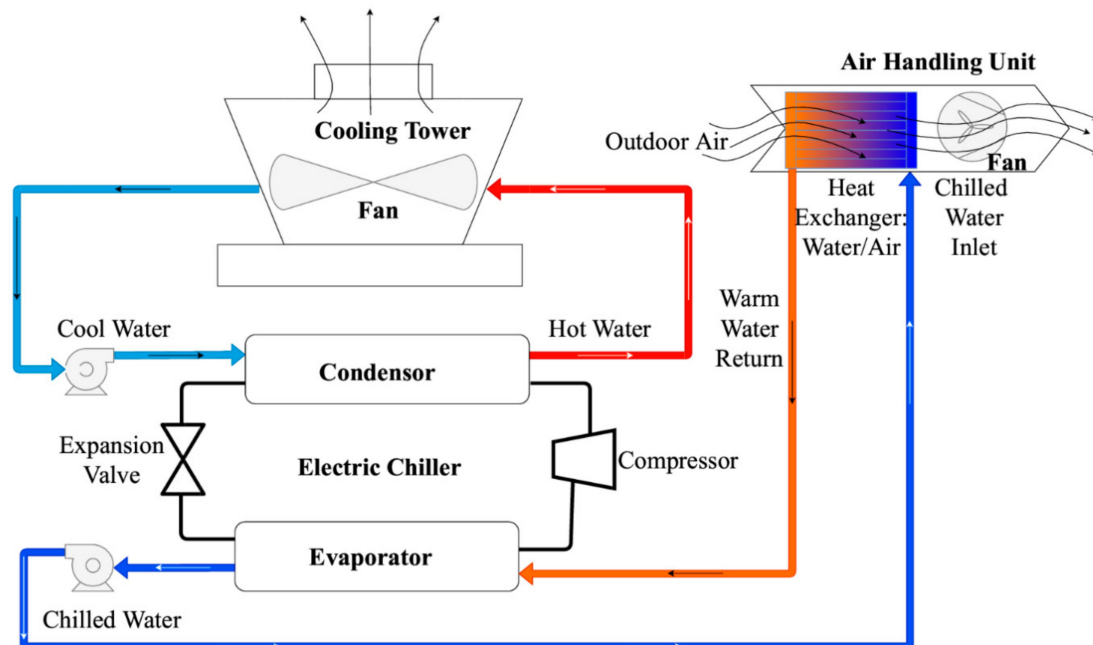 Air Handling Unit
Cooling Tower
Outdoor Air
Fan
Fan
Heat
Exchanger:
Water/Air
Chilled
Water
Inlet
Warm
Water
Return
Cool Water
Hot Water
Condensor
Expansion
Valve
Electric Chiller
Compressor
Evaporator
Chilled Water